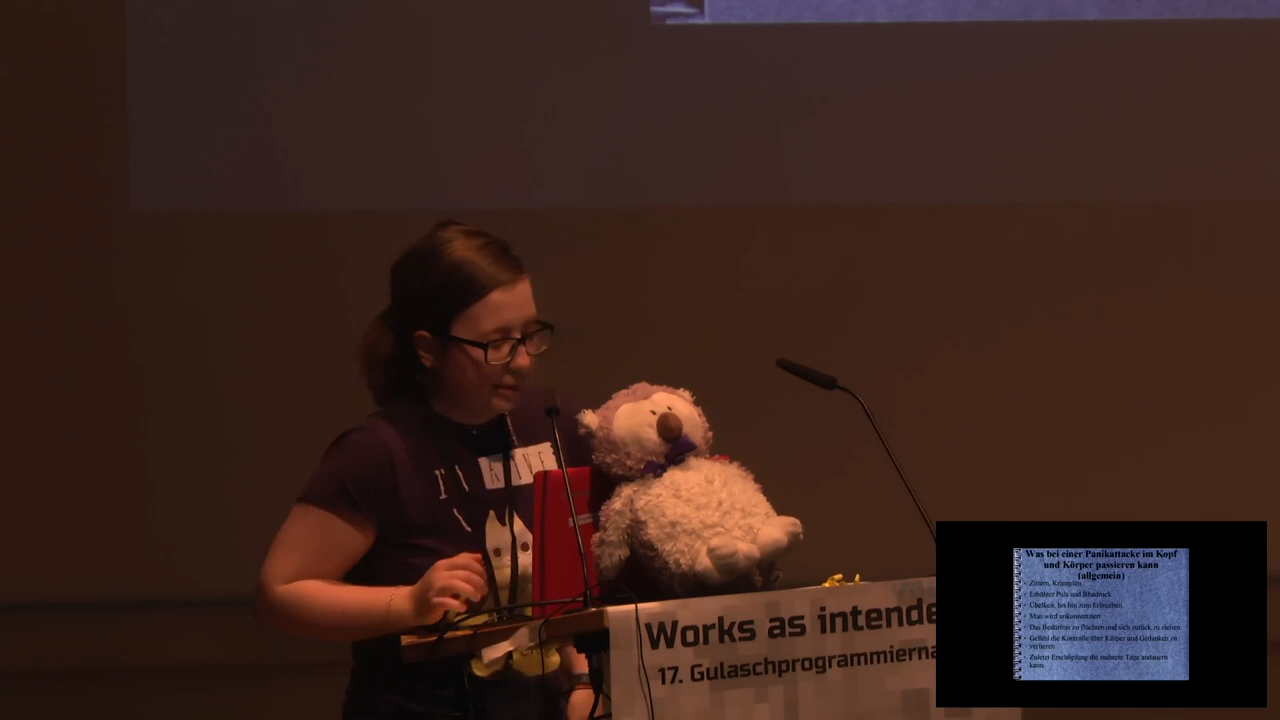 I'
Works as intende
17. Gulaschprogrammierna
Was bei einer Panikattacke im Kopf
und Körper passieren kann
(allgemein)
Zittern, Krämpfen
Erhöhter Puls und Blutdruck
Übelkeit, bis hin zum Erbrechen
Man wird unkonzentriert
Das Bedürfnis zu flüchten und sich zurück zu ziehen
Gefühl die Kontrolle über Körper und Gedanken zu
verlieren
Zuletzt Erschöpfung die mehrere Tage andauern
kann